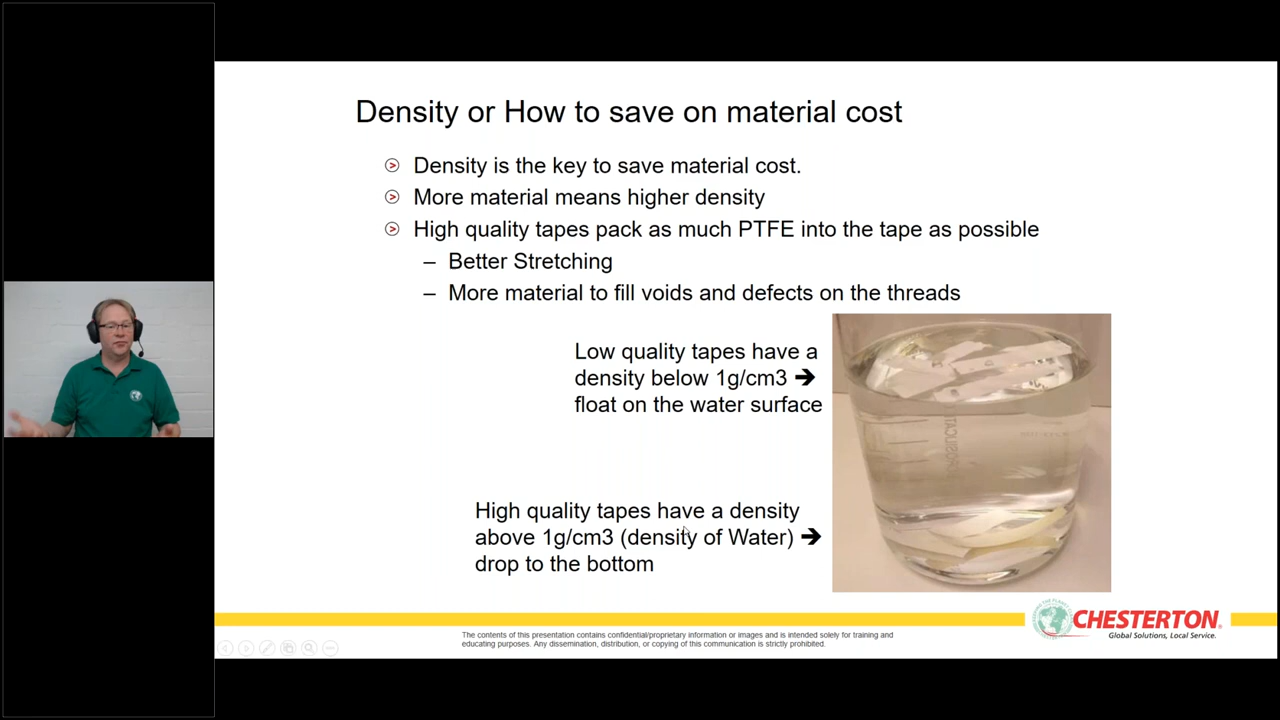 Density or How to save on material cost
Density is the key to save material cost.
More material means higher density
High quality tapes pack as much PTFE into the tape as possible
– Better Stretching
– More material to fill voids and defects on the threads
Low quality tapes have a
density below 1g/cm3 ➔
float on the water surface
High quality tapes have a density
above 1g/cm3 (density of Water) ➔
drop to the bottom
CHESTERTON
Global Solutions, Local Service.
The contents of this presentation contains confidential/proprietary information or images and is intended solely for training and
educating purposes. Any dissemination, distribution, or copying of this communication is strictly prohibited.